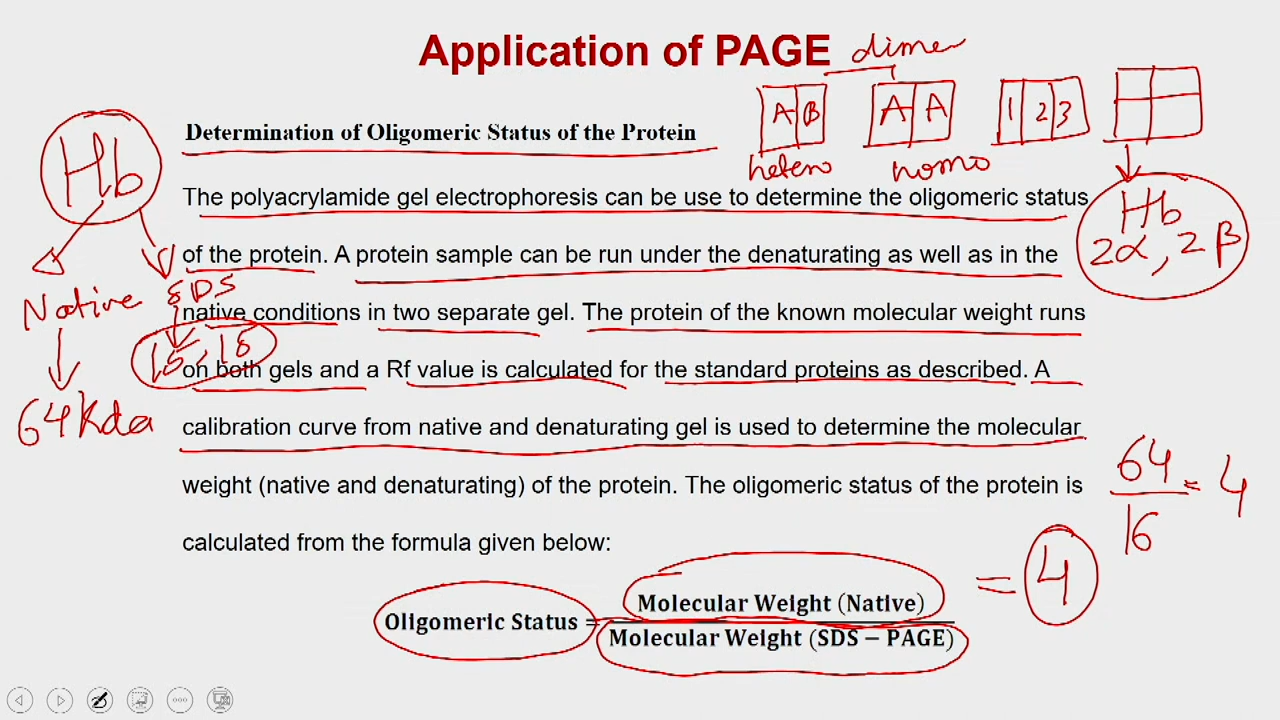 Application of PAGE
dime
A B
A A
1 2 3
hetero
homo
Hb
Determination of Oligomeric Status of the Protein
The polyacrylamide gel electrophoresis can be use to determine the oligomeric status
Hb
2α, 2β
of the protein. A protein sample can be run under the denaturating as well as in the
Native
SDS
native conditions in two separate gel. The protein of the known molecular weight runs
on both gels and a Rf value is calculated for the standard proteins as described. A
64 Kda
calibration curve from native and denaturating gel is used to determine the molecular
weight (native and denaturating) of the protein. The oligomeric status of the protein is
64
16
= 4
calculated from the formula given below:
Oligomeric Status = Molecular Weight (Native)
Molecular Weight (SDS − PAGE)
= 4